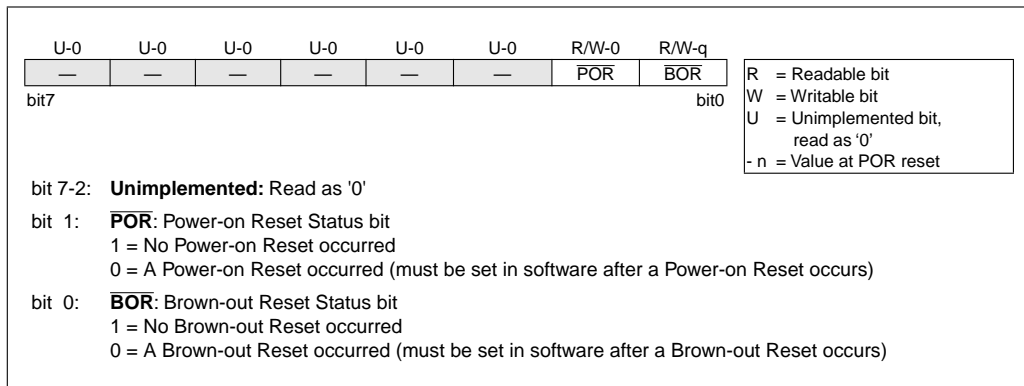 U-0 U-0 U-0 U-0 U-0 U-0 R/W-0 R/W-q
— — — — — — P̅O̅R̅ B̅O̅R̅
bit7 bit0
R = Readable bit
W = Writable bit
U = Unimplemented bit,
read as ‘0’
- n = Value at POR reset
bit 7-2: Unimplemented: Read as '0'
bit 1: P̅O̅R̅: Power-on Reset Status bit
1 = No Power-on Reset occurred
0 = A Power-on Reset occurred (must be set in software after a Power-on Reset occurs)
bit 0: B̅O̅R̅: Brown-out Reset Status bit
1 = No Brown-out Reset occurred
0 = A Brown-out Reset occurred (must be set in software after a Brown-out Reset occurs)